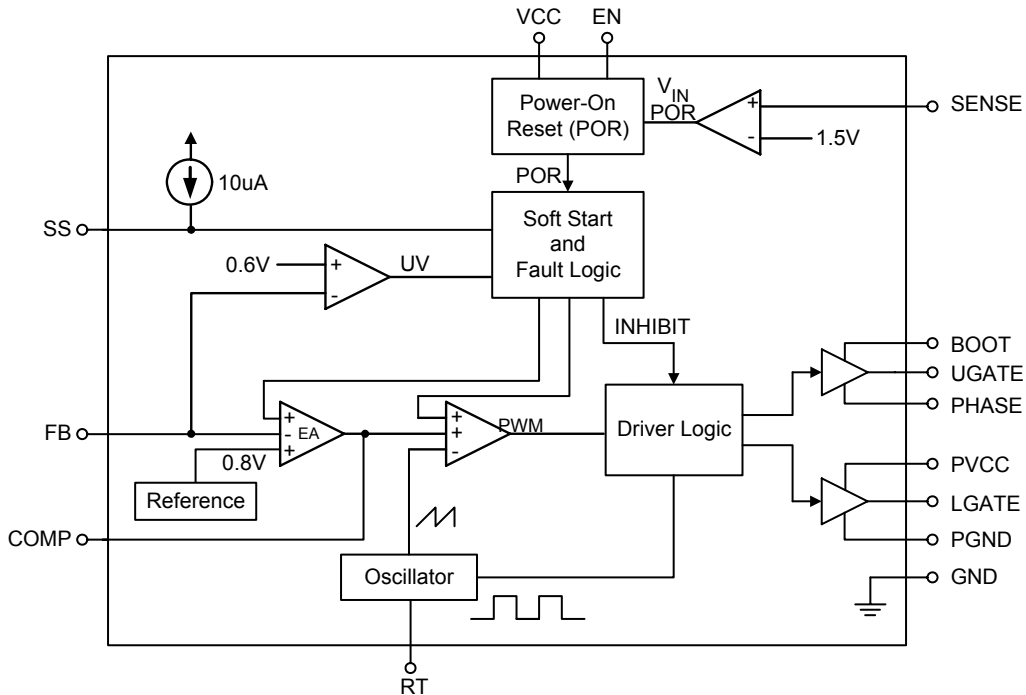 VCC EN
Power-On
Reset (POR)
VIN
POR
+
-
1.5V
SENSE
POR
10uA
SS
Soft Start
and
Fault Logic
0.6V
+
-
UV
INHIBIT
BOOT
UGATE
PHASE
FB
+
-
+
EA
0.8V
Reference
+
+
-
PWM
Driver Logic
PVCC
LGATE
PGND
GND
COMP
Oscillator
RT